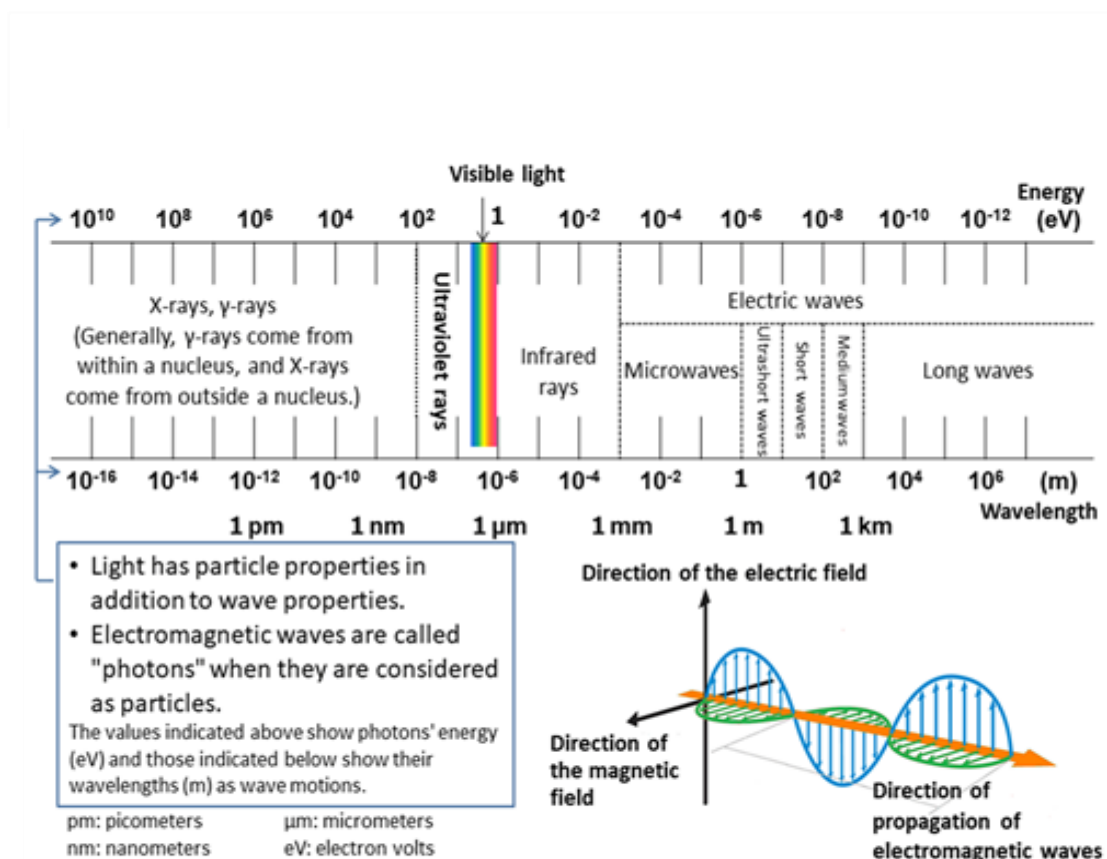 Visible light
10¹⁰ 10⁸ 10⁶ 10⁴ 10² 1 10⁻² 10⁻⁴ 10⁻⁶ 10⁻⁸ 10⁻¹⁰ 10⁻¹² Energy (eV)
X-rays, γ-rays
(Generally, γ-rays come from
within a nucleus, and X-rays
come from outside a nucleus.)
Ultraviolet rays
Infrared
rays
Electric waves
Microwaves
Ultrashort waves
Short waves
Medium waves
Long waves
10⁻¹⁶ 10⁻¹⁴ 10⁻¹² 10⁻¹⁰ 10⁻⁸ 10⁻⁶ 10⁻⁴ 10⁻² 1 10² 10⁴ 10⁶ (m)
Wavelength
1 pm 1 nm 1 μm 1 mm 1 m 1 km
• Light has particle properties in
addition to wave properties.
• Electromagnetic waves are called
"photons" when they are considered
as particles.
The values indicated above show photons' energy
(eV) and those indicated below show their
wavelengths (m) as wave motions.
pm: picometers μm: micrometers
nm: nanometers eV: electron volts
Direction of the electric field
Direction of
the magnetic
field
Direction of
propagation of
electromagnetic waves